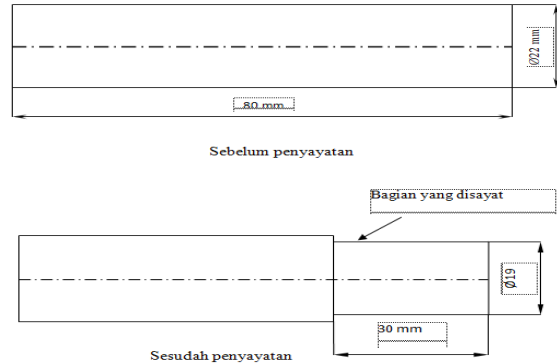 Ø22 mm
80 mm
Sebelum penyayatan
Bagian yang disayat
Ø19
30 mm
Sesudah penyayatan